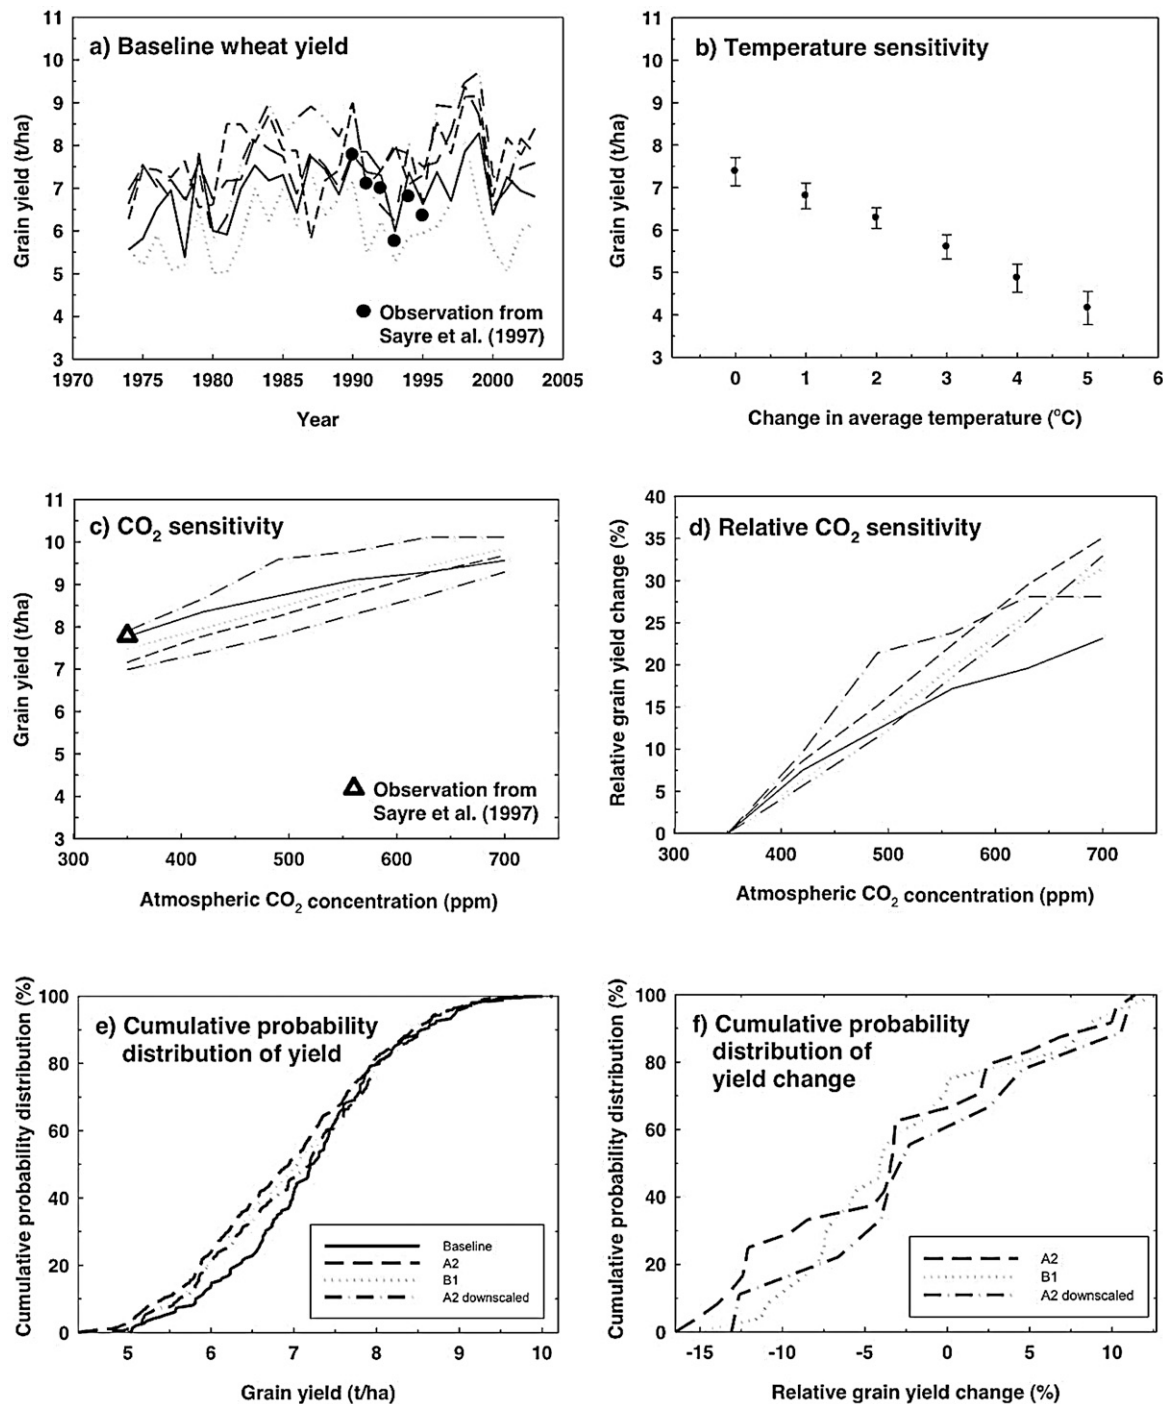 a) Baseline wheat yield
Grain yield (t/ha)
11
10
9
8
7
6
5
4
3
Observation from
Sayre et al. (1997)
1970 1975 1980 1985 1990 1995 2000 2005
Year
b) Temperature sensitivity
Grain yield (t/ha)
11
10
9
8
7
6
5
4
3
0 1 2 3 4 5 6
Change in average temperature (°C)
c) CO2 sensitivity
Grain yield (t/ha)
11
10
9
8
7
6
5
4
3
Observation from
Sayre et al. (1997)
300 400 500 600 700
Atmospheric CO2 concentration (ppm)
d) Relative CO2 sensitivity
Relative grain yield change (%)
40
35
30
25
20
15
10
5
0
300 400 500 600 700
Atmospheric CO2 concentration (ppm)
e) Cumulative probability
distribution of yield
Cumulative probability distribution (%)
100
80
60
40
20
0
Baseline
A2
B1
A2 downscaled
5 6 7 8 9 10
Grain yield (t/ha)
f) Cumulative probability
distribution of
yield change
Cumulative probability distribution (%)
100
80
60
40
20
0
A2
B1
A2 downscaled
-15 -10 -5 0 5 10
Relative grain yield change (%)